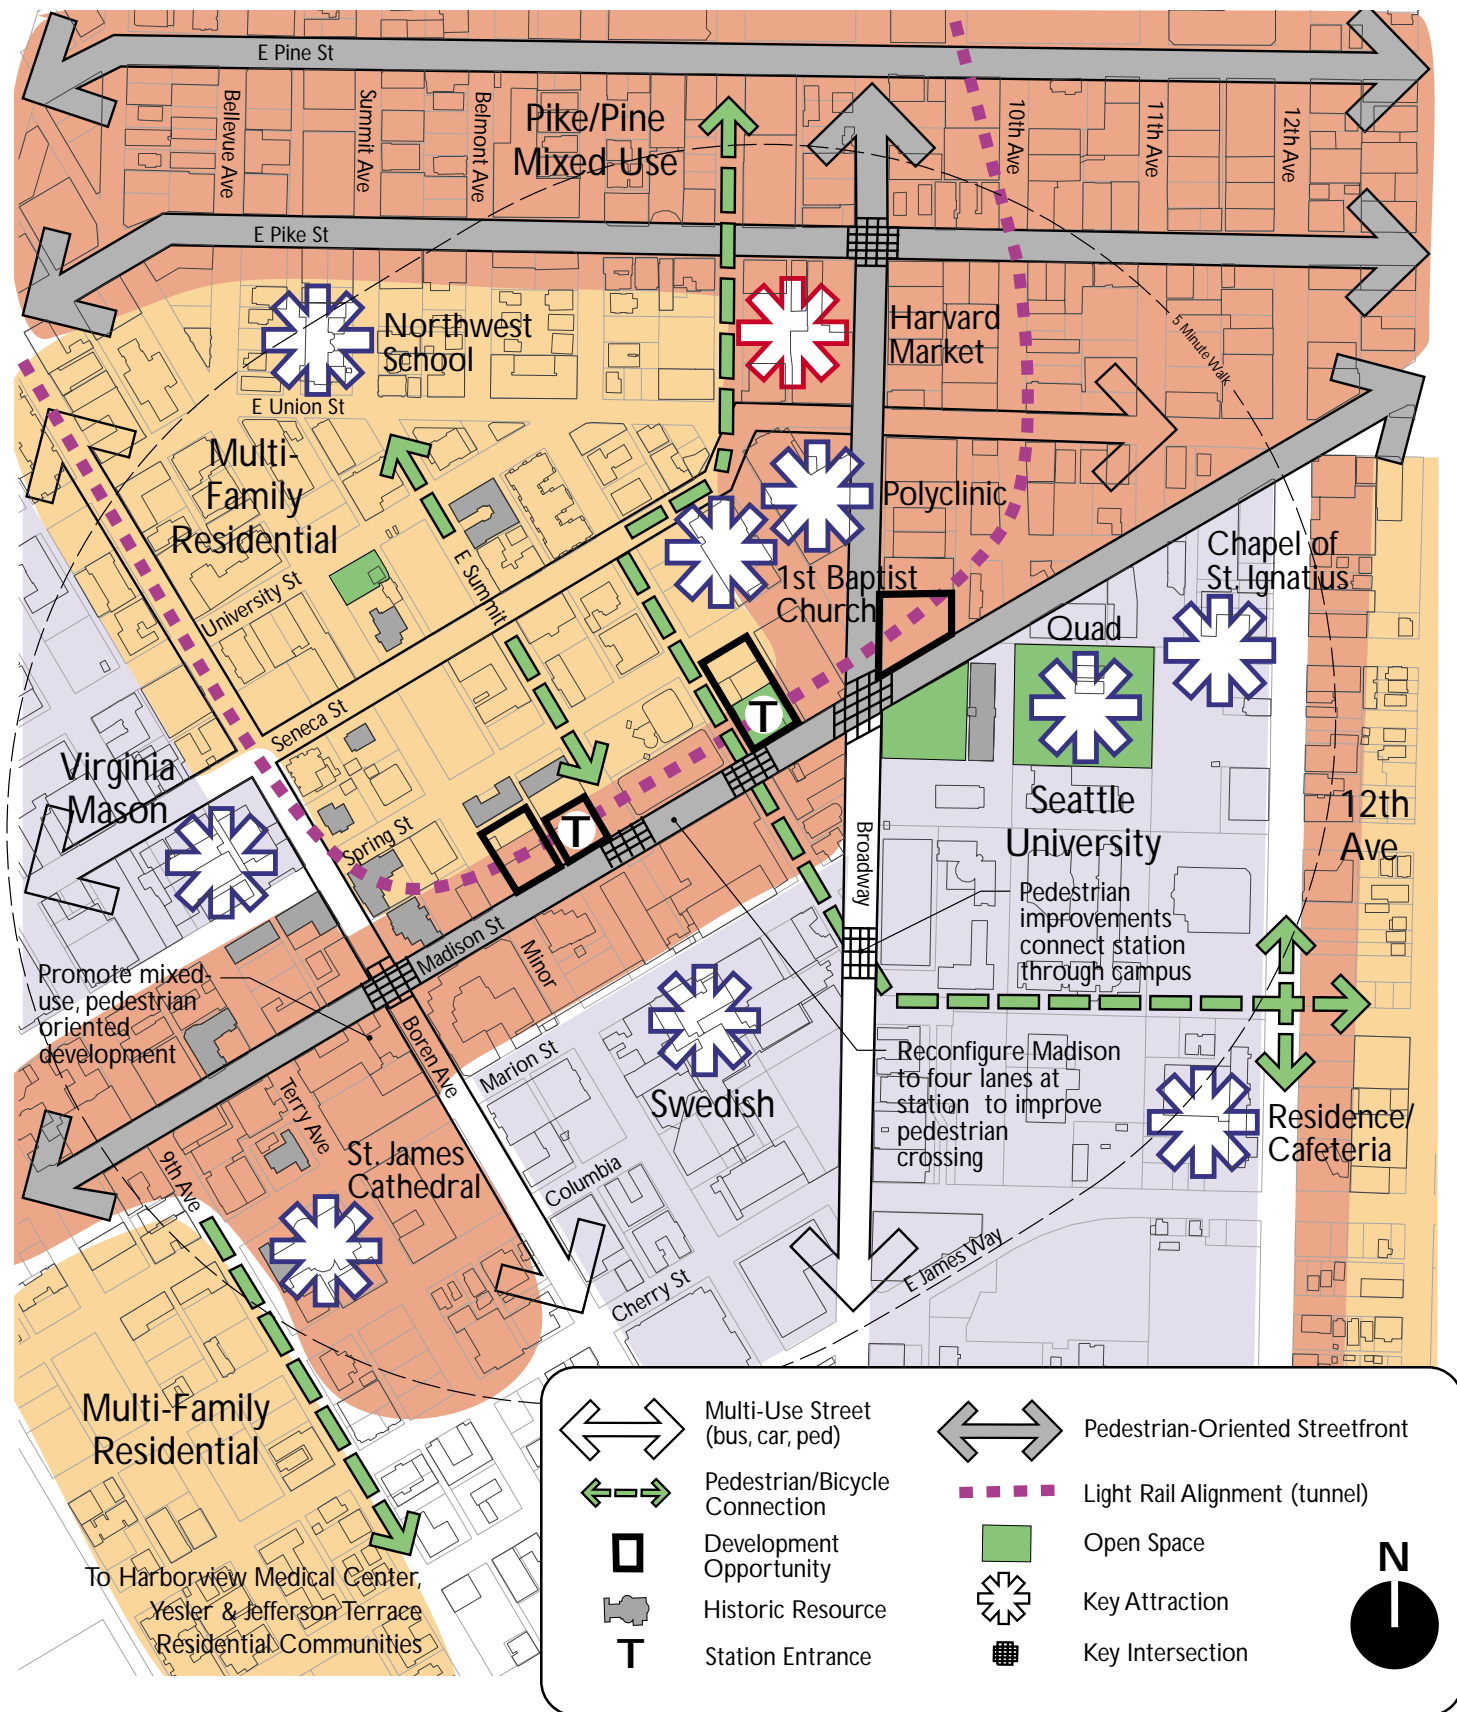 E Pine St
Bellevue Ave
Summit Ave
Belmont Ave
Pike/Pine
Mixed Use
10th Ave
11th Ave
12th Ave
E Pike St
Northwest
School
Harvard
Market
5 Minute Walk
E Union St
Multi-
Family
Residential
Polyclinic
Chapel of
St. Ignatius
E Summit
1st Baptist
Church
University St
Quad
Seneca St
T
Virginia
Mason
Seattle
University
12th
Ave
Spring St
T
Broadway
Pedestrian
improvements
connect station
through campus
Madison St
Minor
Promote mixed-
use, pedestrian
oriented
development
Boren Ave
Marion St
Reconfigure Madison
to four lanes at
station to improve
pedestrian
crossing
Swedish
Residence/
Cafeteria
Terry Ave
9th Ave
St. James
Cathedral
Columbia
E James Way
Cherry St
Multi-Family
Residential
To Harborview Medical Center,
Yesler & Jefferson Terrace
Residential Communities
Multi-Use Street
(bus, car, ped)
Pedestrian-Oriented Streetfront
Pedestrian/Bicycle
Connection
Light Rail Alignment (tunnel)
Development
Opportunity
Open Space
Historic Resource
Key Attraction
T
Station Entrance
Key Intersection
N